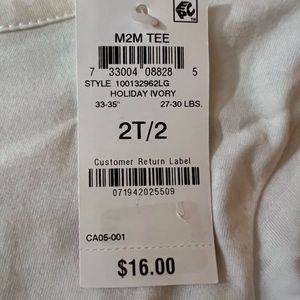 M2M TEE
7 33004 08828 5
STYLE 100132962LG
HOLIDAY IVORY
33-35" 27-30 LBS.
2T/2
Customer Return Label
071942025509
CA05-001
$16.00